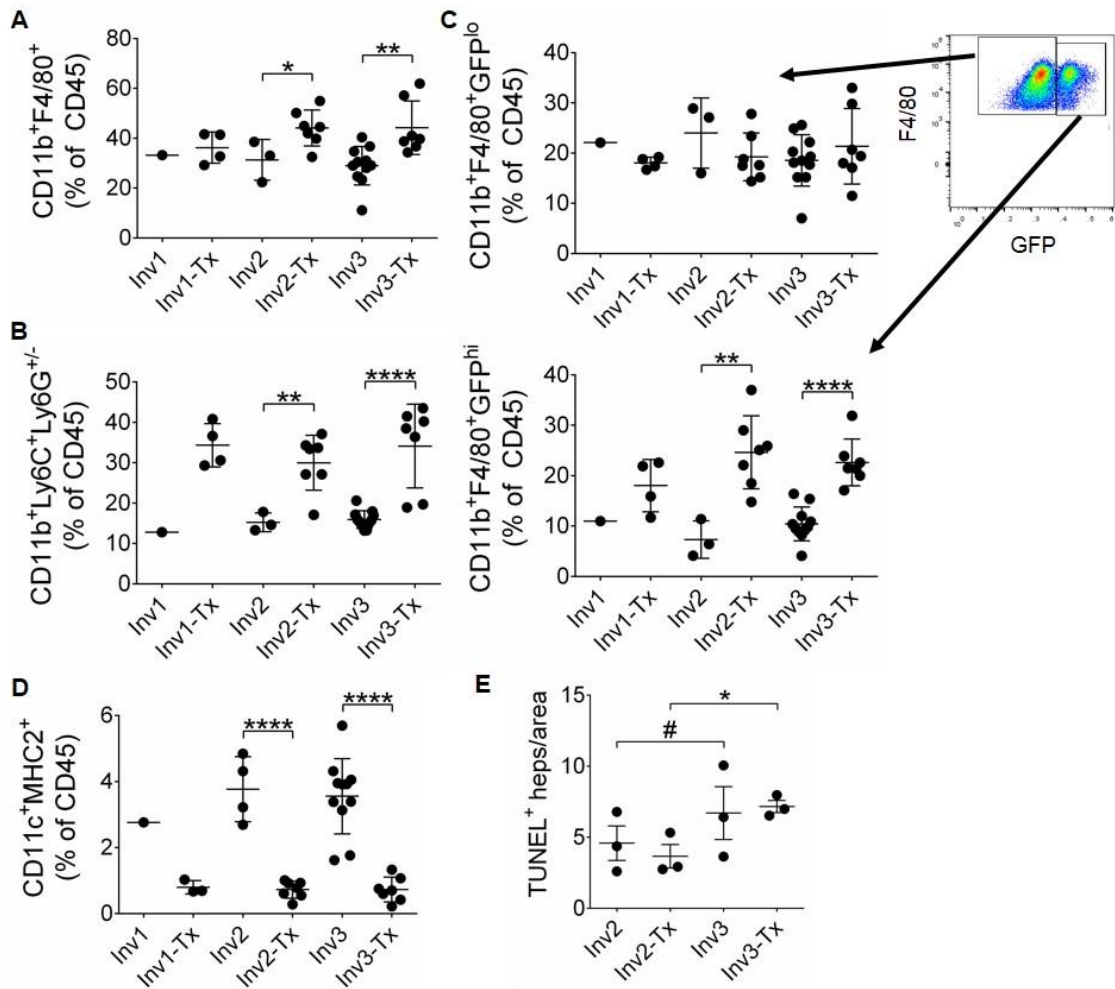 A
CD11b+F4/80+
(% of CD45)
80
60
40
20
0
*
**
Inv1
Inv1-Tx
Inv2
Inv2-Tx
Inv3
Inv3-Tx
C
CD11b+F4/80+GFPlo
(% of CD45)
40
30
20
10
0
Inv1
Inv1-Tx
Inv2
Inv2-Tx
Inv3
Inv3-Tx
F4/80
GFP
B
CD11b+Ly6C+Ly6G+/-
(% of CD45)
50
40
30
20
10
0
**
****
Inv1
Inv1-Tx
Inv2
Inv2-Tx
Inv3
Inv3-Tx
CD11b+F4/80+GFPhi
(% of CD45)
40
30
20
10
0
**
****
Inv1
Inv1-Tx
Inv2
Inv2-Tx
Inv3
Inv3-Tx
D
CD11c+MHC2+
(% of CD45)
6
4
2
0
****
****
Inv1
Inv1-Tx
Inv2
Inv2-Tx
Inv3
Inv3-Tx
E
TUNEL+ heps/area
15
10
5
0
#
*
Inv2
Inv2-Tx
Inv3
Inv3-Tx